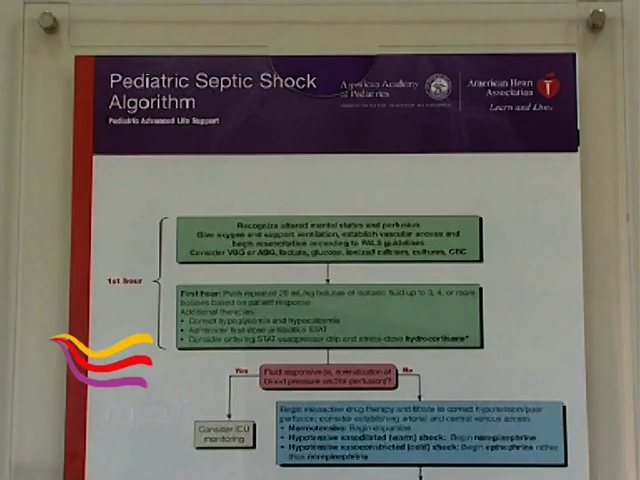 Pediatric Septic Shock
Algorithm
Pediatric Advanced Life Support
American Academy
of Pediatrics
American Heart
Association
Learn and Live
Recognize altered mental status and perfusion
Give oxygen and support ventilation, establish vascular access and
begin resuscitation according to PALS guidelines
Consider VBG or ABG, lactate, glucose, ionized calcium, cultures, CBC
1st hour
First hour: Push repeated 20 mL/kg boluses of isotonic fluid up to 3, 4, or more
boluses based on patient response
Additional therapies:
• Correct hypoglycemia and hypocalcemia
• Administer first-dose antibiotics STAT
• Consider ordering STAT vasopressor drip and stress-dose hydrocortisone*
Fluid responsive (ie, normalization of
blood pressure and/or perfusion)?
Yes
No
Consider ICU
monitoring
Begin vasoactive drug therapy and titrate to correct hypotension/poor
perfusion; consider establishing arterial and central venous access
• Normotensive: Begin dopamine
• Hypotensive vasodilated (warm) shock: Begin norepinephrine
• Hypotensive vasoconstricted (cold) shock: Begin epinephrine rather
than norepinephrine